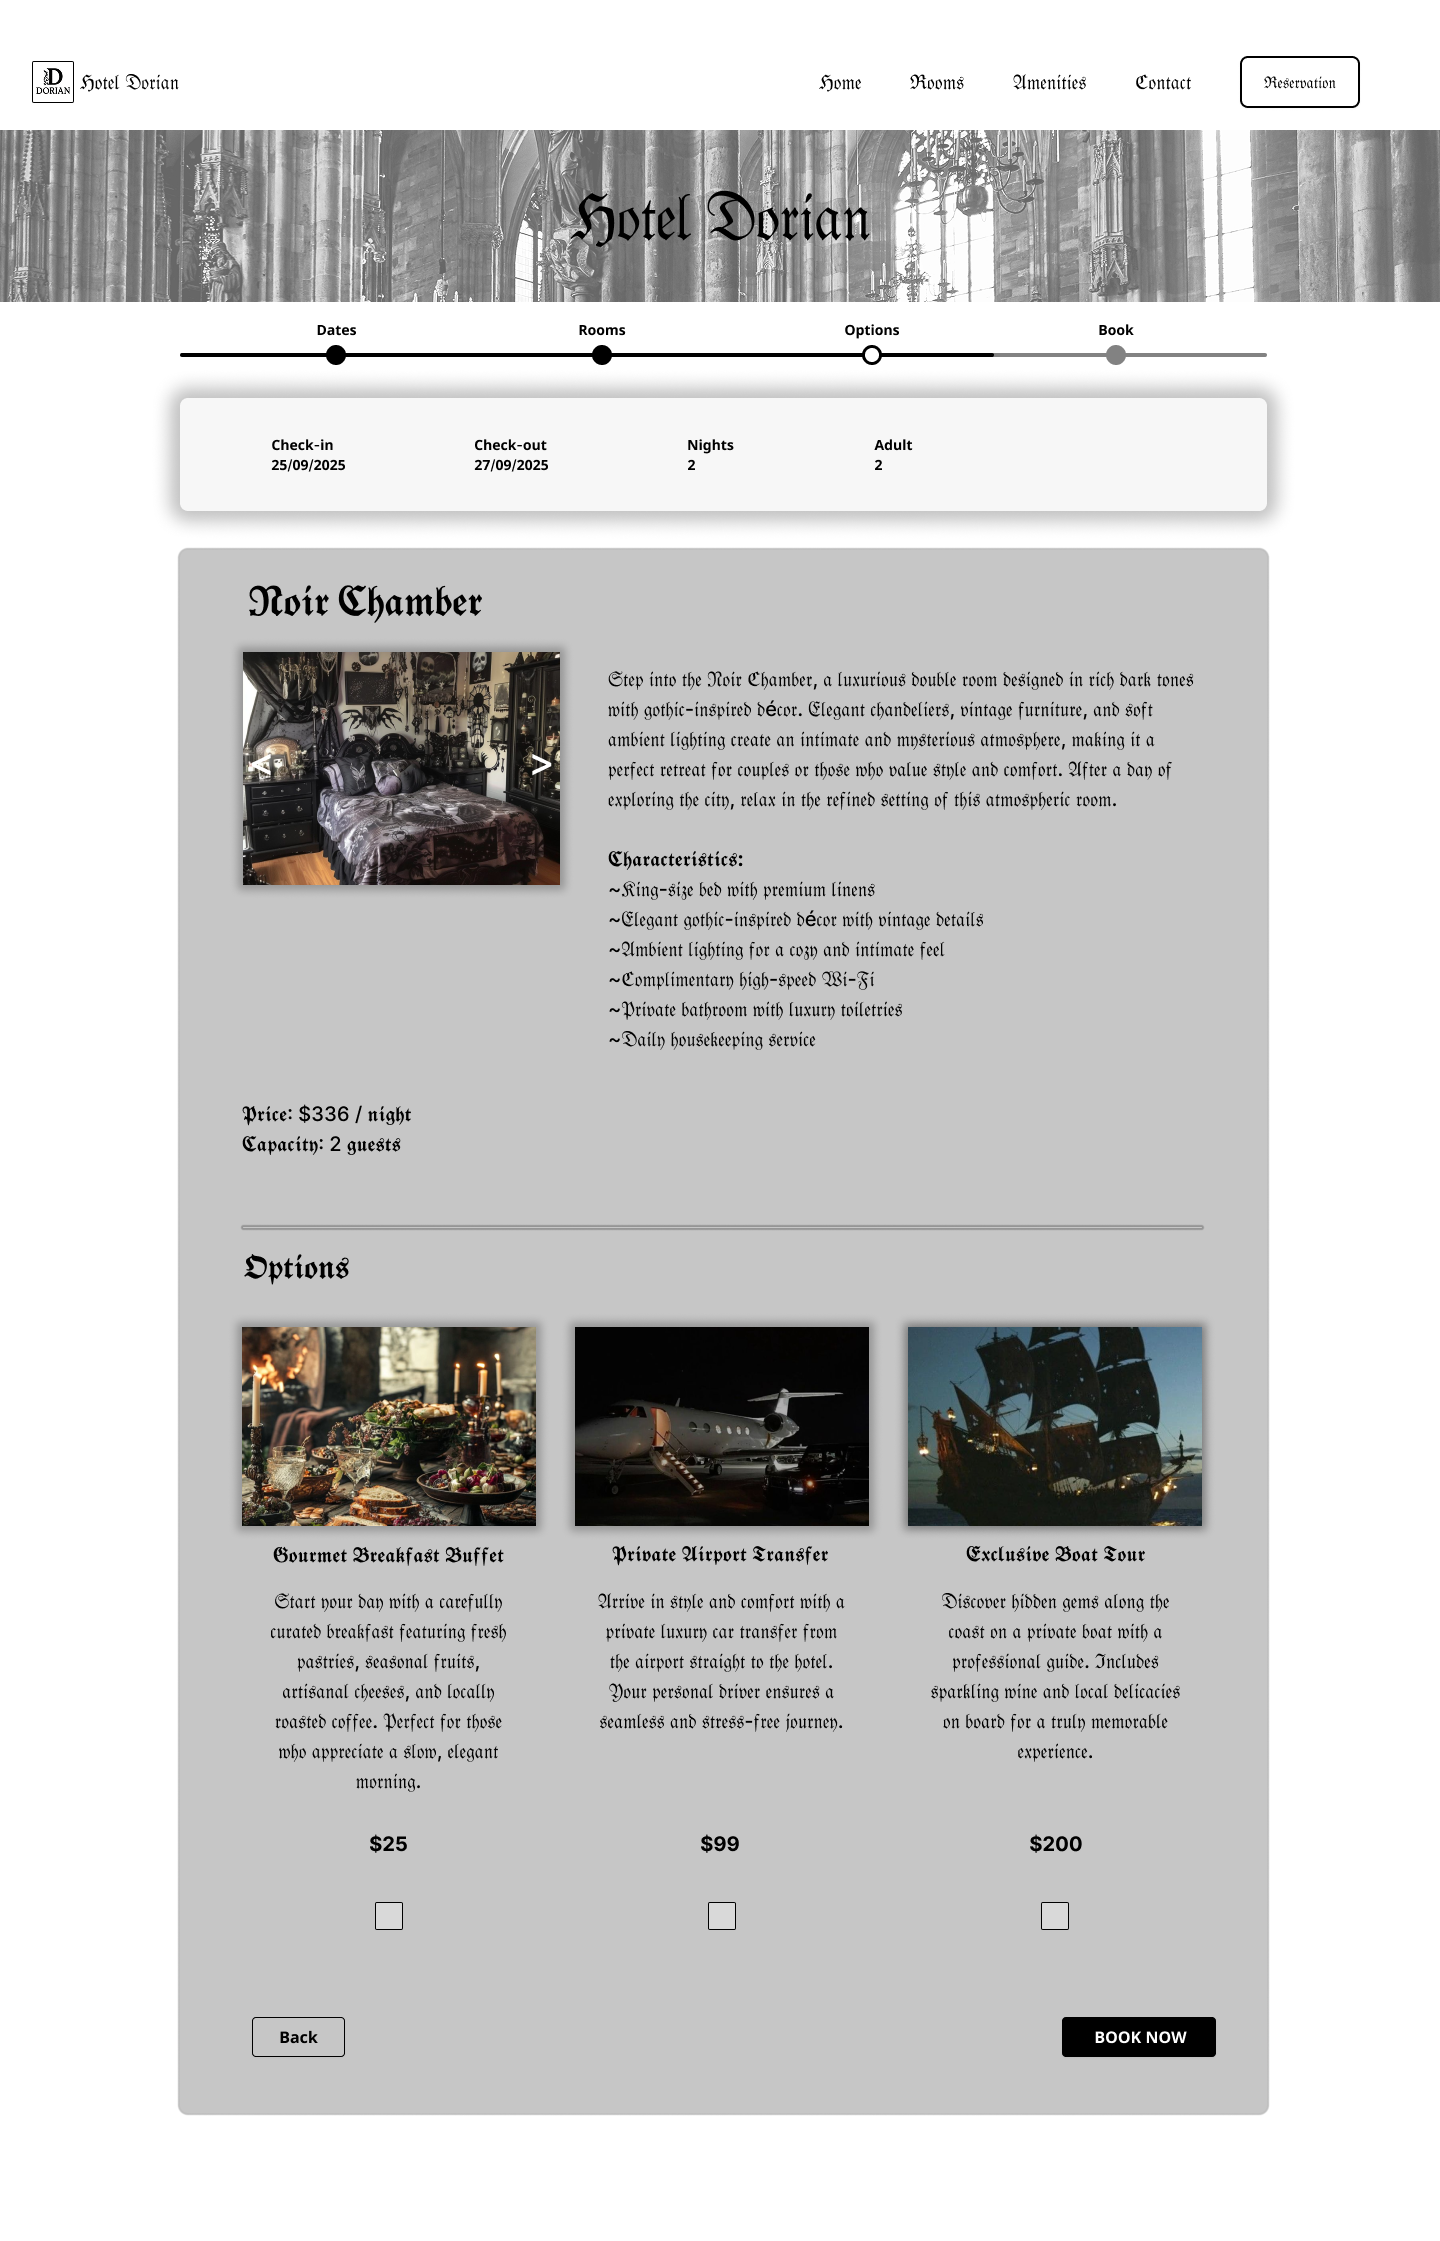 D
DORIAN
Hotel Dorian
Home
Rooms
Amenities
Contact
Reservation
Hotel Dorian
Dates
Rooms
Options
Book
Check-in
25/09/2025
Check-out
27/09/2025
Nights
2
Adult
2
Noir Chamber
<
>
Step into the Noir Chamber, a luxurious double room designed in rich dark tones
with gothic-inspired décor. Elegant chandeliers, vintage furniture, and soft
ambient lighting create an intimate and mysterious atmosphere, making it a
perfect retreat for couples or those who value style and comfort. After a day of
exploring the city, relax in the refined setting of this atmospheric room.
Characteristics:
~King-size bed with premium linens
~Elegant gothic-inspired décor with vintage details
~Ambient lighting for a cozy and intimate feel
~Complimentary high-speed Wi-Fi
~Private bathroom with luxury toiletries
~Daily housekeeping service
Price: $336 / night
Capacity: 2 guests
Options
Gourmet Breakfast Buffet
Start your day with a carefully
curated breakfast featuring fresh
pastries, seasonal fruits,
artisanal cheeses, and locally
roasted coffee. Perfect for those
who appreciate a slow, elegant
morning.
$25
Private Airport Transfer
Arrive in style and comfort with a
private luxury car transfer from
the airport straight to the hotel.
Your personal driver ensures a
seamless and stress-free journey.
$99
Exclusive Boat Tour
Discover hidden gems along the
coast on a private boat with a
professional guide. Includes
sparkling wine and local delicacies
on board for a truly memorable
experience.
$200
Back
BOOK NOW